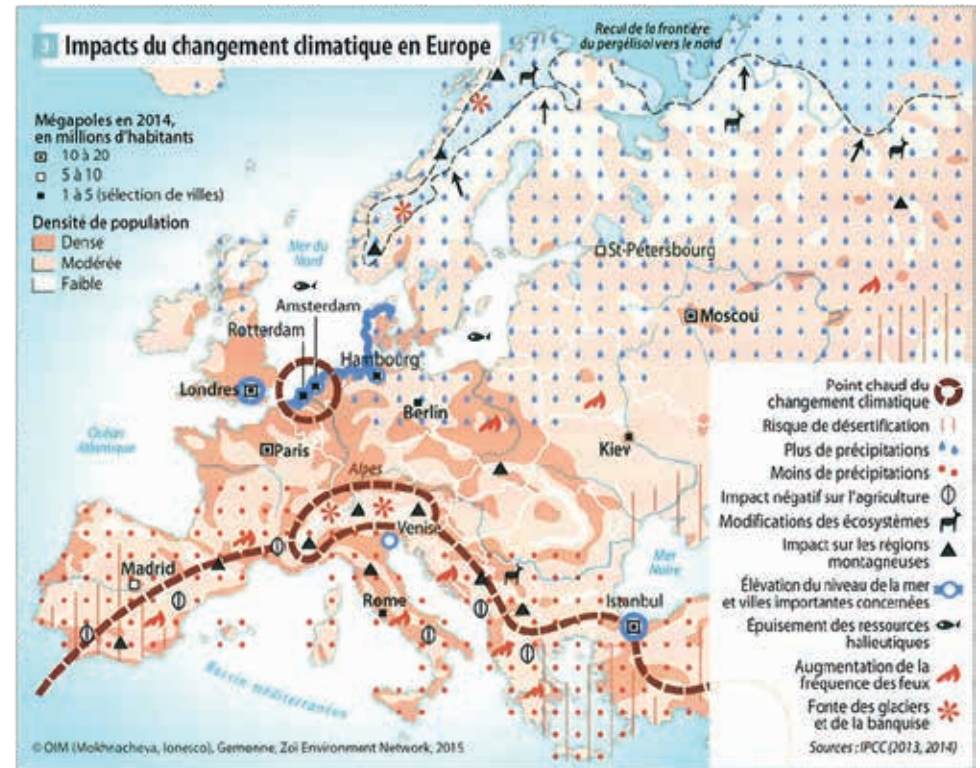 3 Impacts du changement climatique en Europe
Recul de la frontière
du pergélisol vers le nord
Mégapoles en 2014,
en millions d'habitants
10 à 20
5 à 10
1 à 5 (sélection de villes)
Densité de population
Dense
Modérée
Faible
Mer du
Nord
St-Pétersbourg
Moscou
Amsterdam
Rotterdam
Hambourg
Londres
Berlin
Océan
Atlantique
Paris
Kiev
Alpes
Venise
Madrid
Rome
Mer
Noire
Istanbul
Bassin méditerranéen
Point chaud du
changement climatique
Risque de désertification
Plus de précipitations
Moins de précipitations
Impact négatif sur l'agriculture
Modifications des écosystèmes
Impact sur les régions
montagneuses
Élévation du niveau de la mer
et villes importantes concernées
Épuisement des ressources
halieutiques
Augmentation de la
fréquence des feux
Fonte des glaciers
et de la banquise
© OIM (Mokhnacheva, Ionesco), Gemenne, Zoï Environment Network, 2015
Sources : IPCC (2013, 2014)